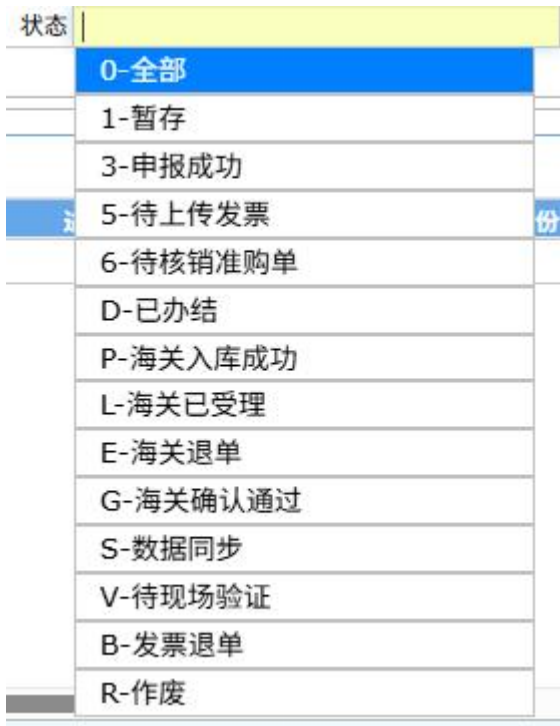 状态
0-全部
1-暂存
3-申报成功
5-待上传发票
6-待核销准购单
D-已办结
P-海关入库成功
L-海关已受理
E-海关退单
G-海关确认通过
S-数据同步
V-待现场验证
B-发票退单
R-作废
份